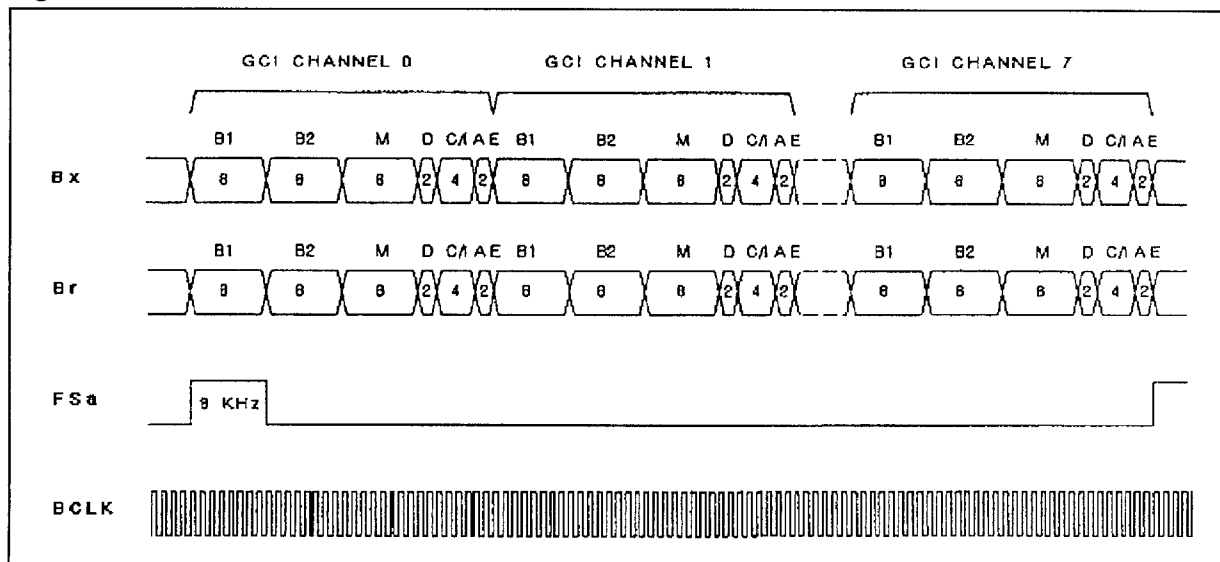 GCI CHANNEL 0 GCI CHANNEL 1 GCI CHANNEL 7
B1 B2 M D C/I A E B1 B2 M D C/I A E B1 B2 M D C/I A E
Bx 8 8 8 2 4 2 8 8 8 2 4 2 8 8 8 2 4 2
B1 B2 M D C/I A E B1 B2 M D C/I A E B1 B2 M D C/I A E
Br 8 8 8 2 4 2 8 8 8 2 4 2 8 8 8 2 4 2
FSa 8 KHz
BCLK